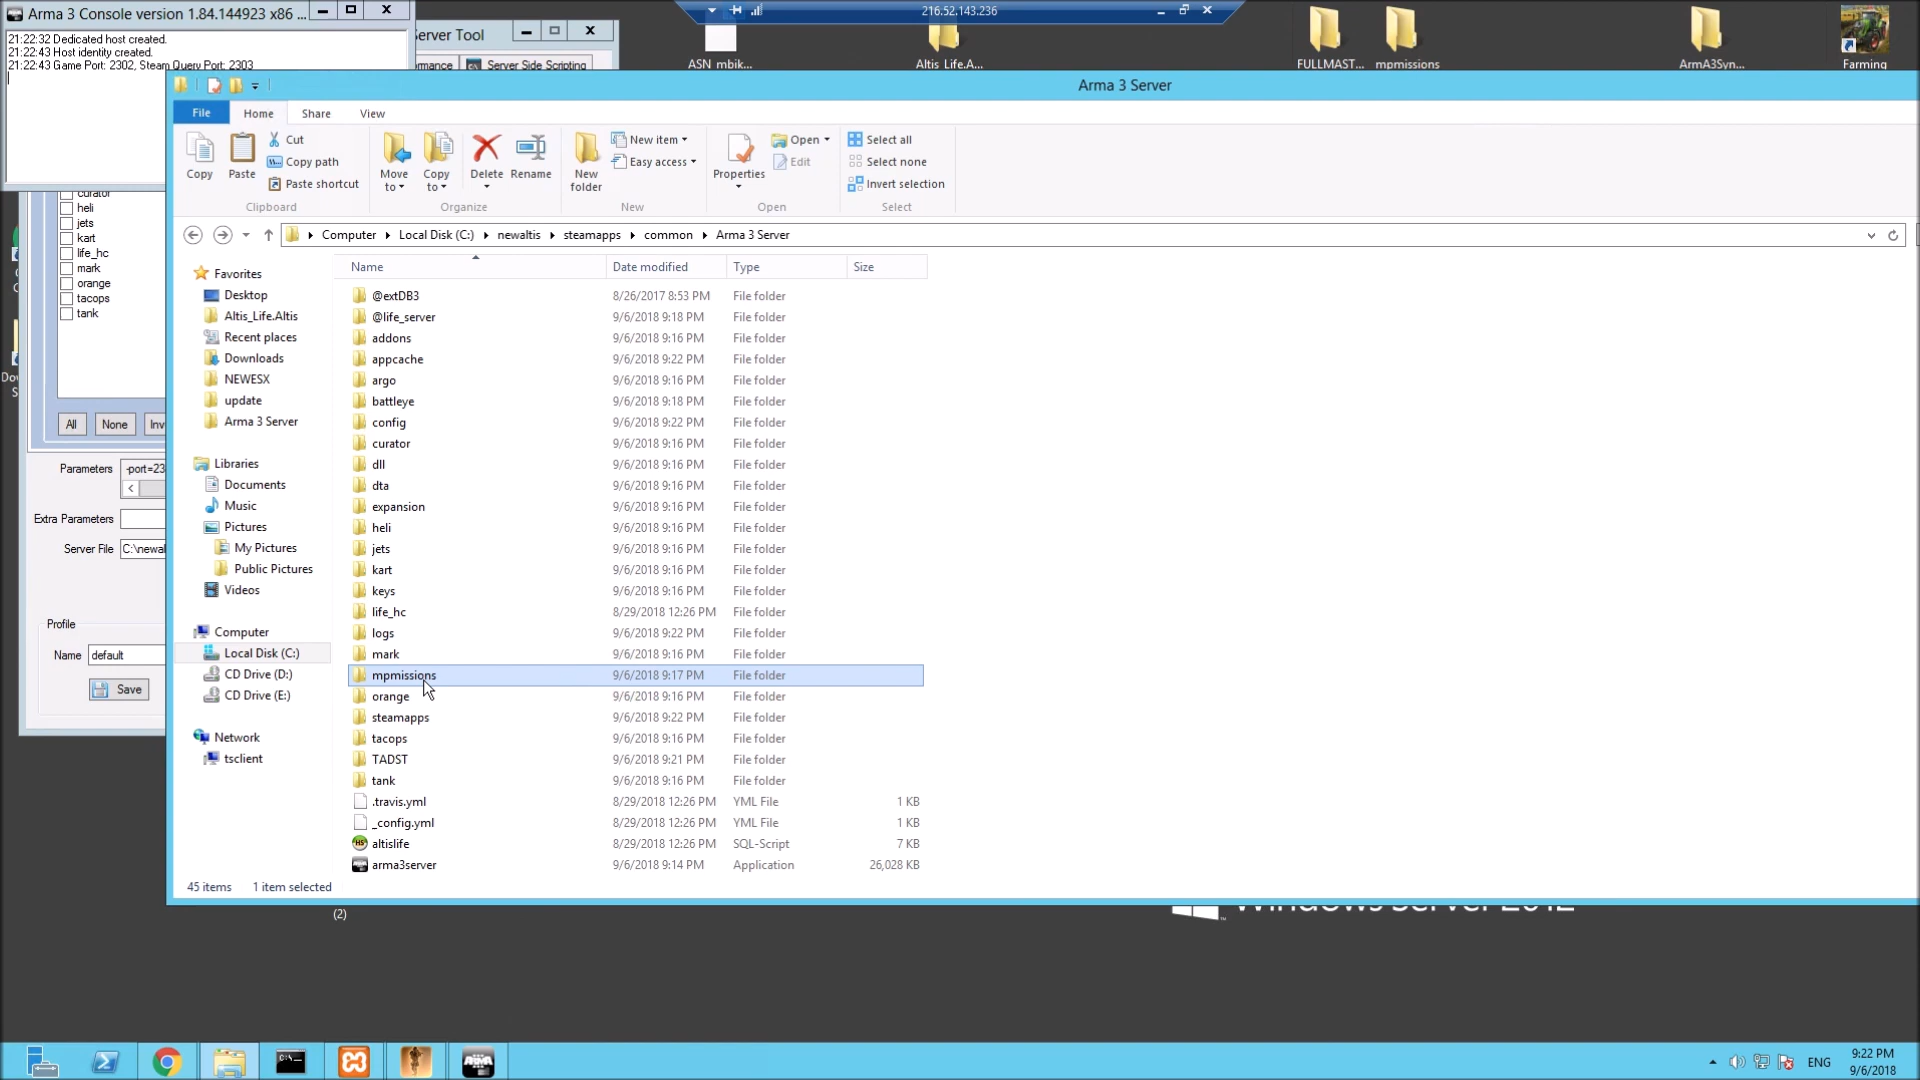 Arma 3 Console version 1.84.144923 x86 ...
21:22:32 Dedicated host created.
21:22:43 Host identity created.
21:22:43 Game Port: 2302, Steam Query Port: 2303
Server Tool
Server Side Scripting
216.52.143.236
ASN_mbik...
Altis_Life.A...
FULLMAST...
mpmissions
ArmA3Syn...
Farming
Arma 3 Server
File
Home
Share
View
Copy
Paste
Cut
Copy path
Paste shortcut
Clipboard
Move to
Copy to
Delete
Rename
Organize
New folder
New item
Easy access
New
Properties
Open
Edit
Open
Select all
Select none
Invert selection
Select
Computer
Local Disk (C:)
newaltis
steamapps
common
Arma 3 Server
curator
heli
jets
kart
life_hc
mark
orange
tacops
tank
All
None
Inv
Parameters
-port=23
Extra Parameters
Server File
C:\newal
Profile
Name
default
Save
Favorites
Desktop
Altis_Life.Altis
Recent places
Downloads
NEWESX
update
Arma 3 Server
Libraries
Documents
Music
Pictures
My Pictures
Public Pictures
Videos
Computer
Local Disk (C:)
CD Drive (D:)
CD Drive (E:)
Network
tsclient
Name Date modified Type Size
@extDB3 8/26/2017 8:53 PM File folder
@life_server 9/6/2018 9:18 PM File folder
addons 9/6/2018 9:16 PM File folder
appcache 9/6/2018 9:22 PM File folder
argo 9/6/2018 9:16 PM File folder
battleye 9/6/2018 9:18 PM File folder
config 9/6/2018 9:22 PM File folder
curator 9/6/2018 9:16 PM File folder
dll 9/6/2018 9:16 PM File folder
dta 9/6/2018 9:16 PM File folder
expansion 9/6/2018 9:16 PM File folder
heli 9/6/2018 9:16 PM File folder
jets 9/6/2018 9:16 PM File folder
kart 9/6/2018 9:16 PM File folder
keys 9/6/2018 9:16 PM File folder
life_hc 8/29/2018 12:26 PM File folder
logs 9/6/2018 9:22 PM File folder
mark 9/6/2018 9:16 PM File folder
mpmissions 9/6/2018 9:17 PM File folder
orange 9/6/2018 9:16 PM File folder
steamapps 9/6/2018 9:22 PM File folder
tacops 9/6/2018 9:16 PM File folder
TADST 9/6/2018 9:21 PM File folder
tank 9/6/2018 9:16 PM File folder
.travis.yml 8/29/2018 12:26 PM YML File 1 KB
_config.yml 8/29/2018 12:26 PM YML File 1 KB
altislife 8/29/2018 12:26 PM SQL-Script 7 KB
arma3server 9/6/2018 9:14 PM Application 26,028 KB
45 items 1 item selected
(2)
Windows Server 2012
ENG
9:22 PM
9/6/2018